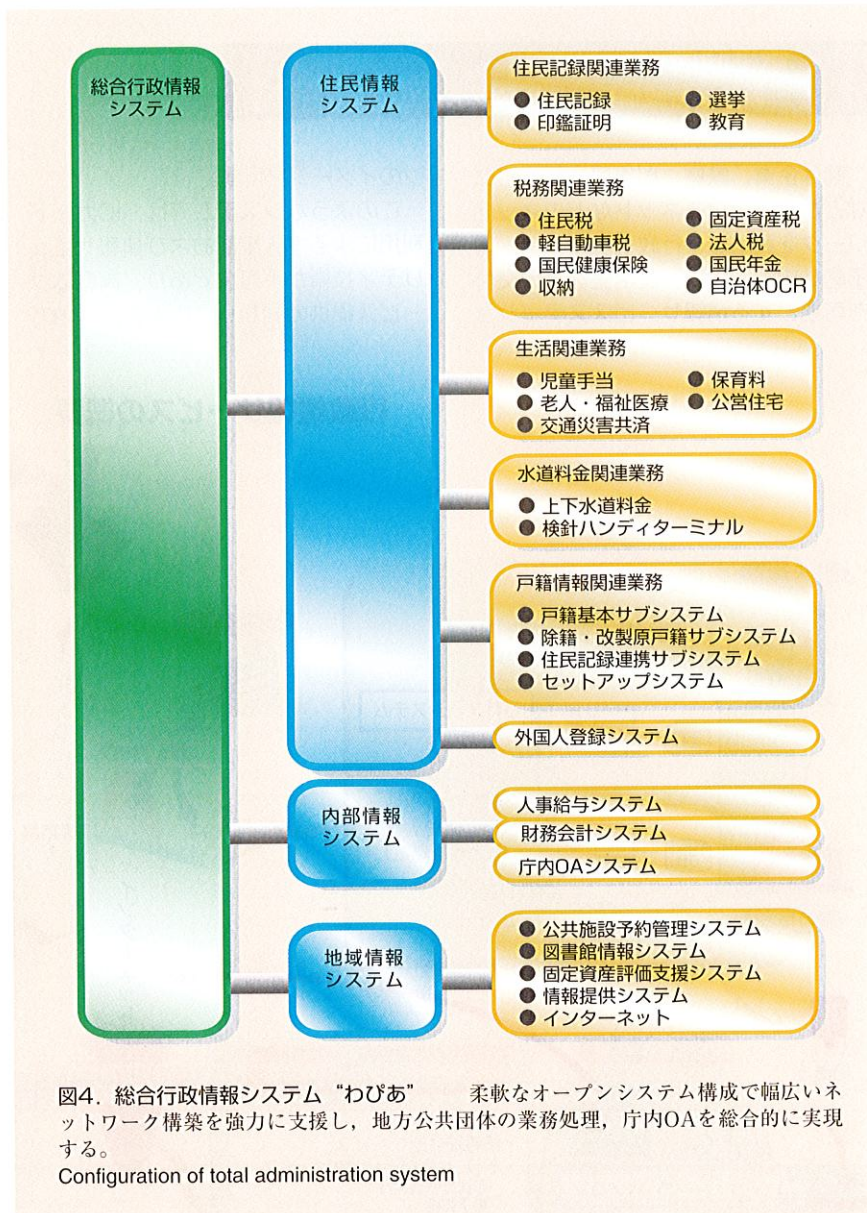 総合行政情報
システム
住民情報
システム
住民記録関連業務
● 住民記録 ● 選挙
● 印鑑証明 ● 教育
税務関連業務
● 住民税 ● 固定資産税
● 軽自動車税 ● 法人税
● 国民健康保険 ● 国民年金
● 収納 ● 自治体OCR
生活関連業務
● 児童手当 ● 保育料
● 老人・福祉医療 ● 公営住宅
● 交通災害共済
水道料金関連業務
● 上下水道料金
● 検針ハンディターミナル
戸籍情報関連業務
● 戸籍基本サブシステム
● 除籍・改製原戸籍サブシステム
● 住民記録連携サブシステム
● セットアップシステム
外国人登録システム
内部情報
システム
人事給与システム
財務会計システム
庁内OAシステム
地域情報
システム
● 公共施設予約管理システム
● 図書館情報システム
● 固定資産評価支援システム
● 情報提供システム
● インターネット
図4．総合行政情報システム“わぴあ” 柔軟なオープンシステム構成で幅広いネ
ットワーク構築を強力に支援し，地方公共団体の業務処理，庁内OAを総合的に実現
する。
Configuration of total administration system